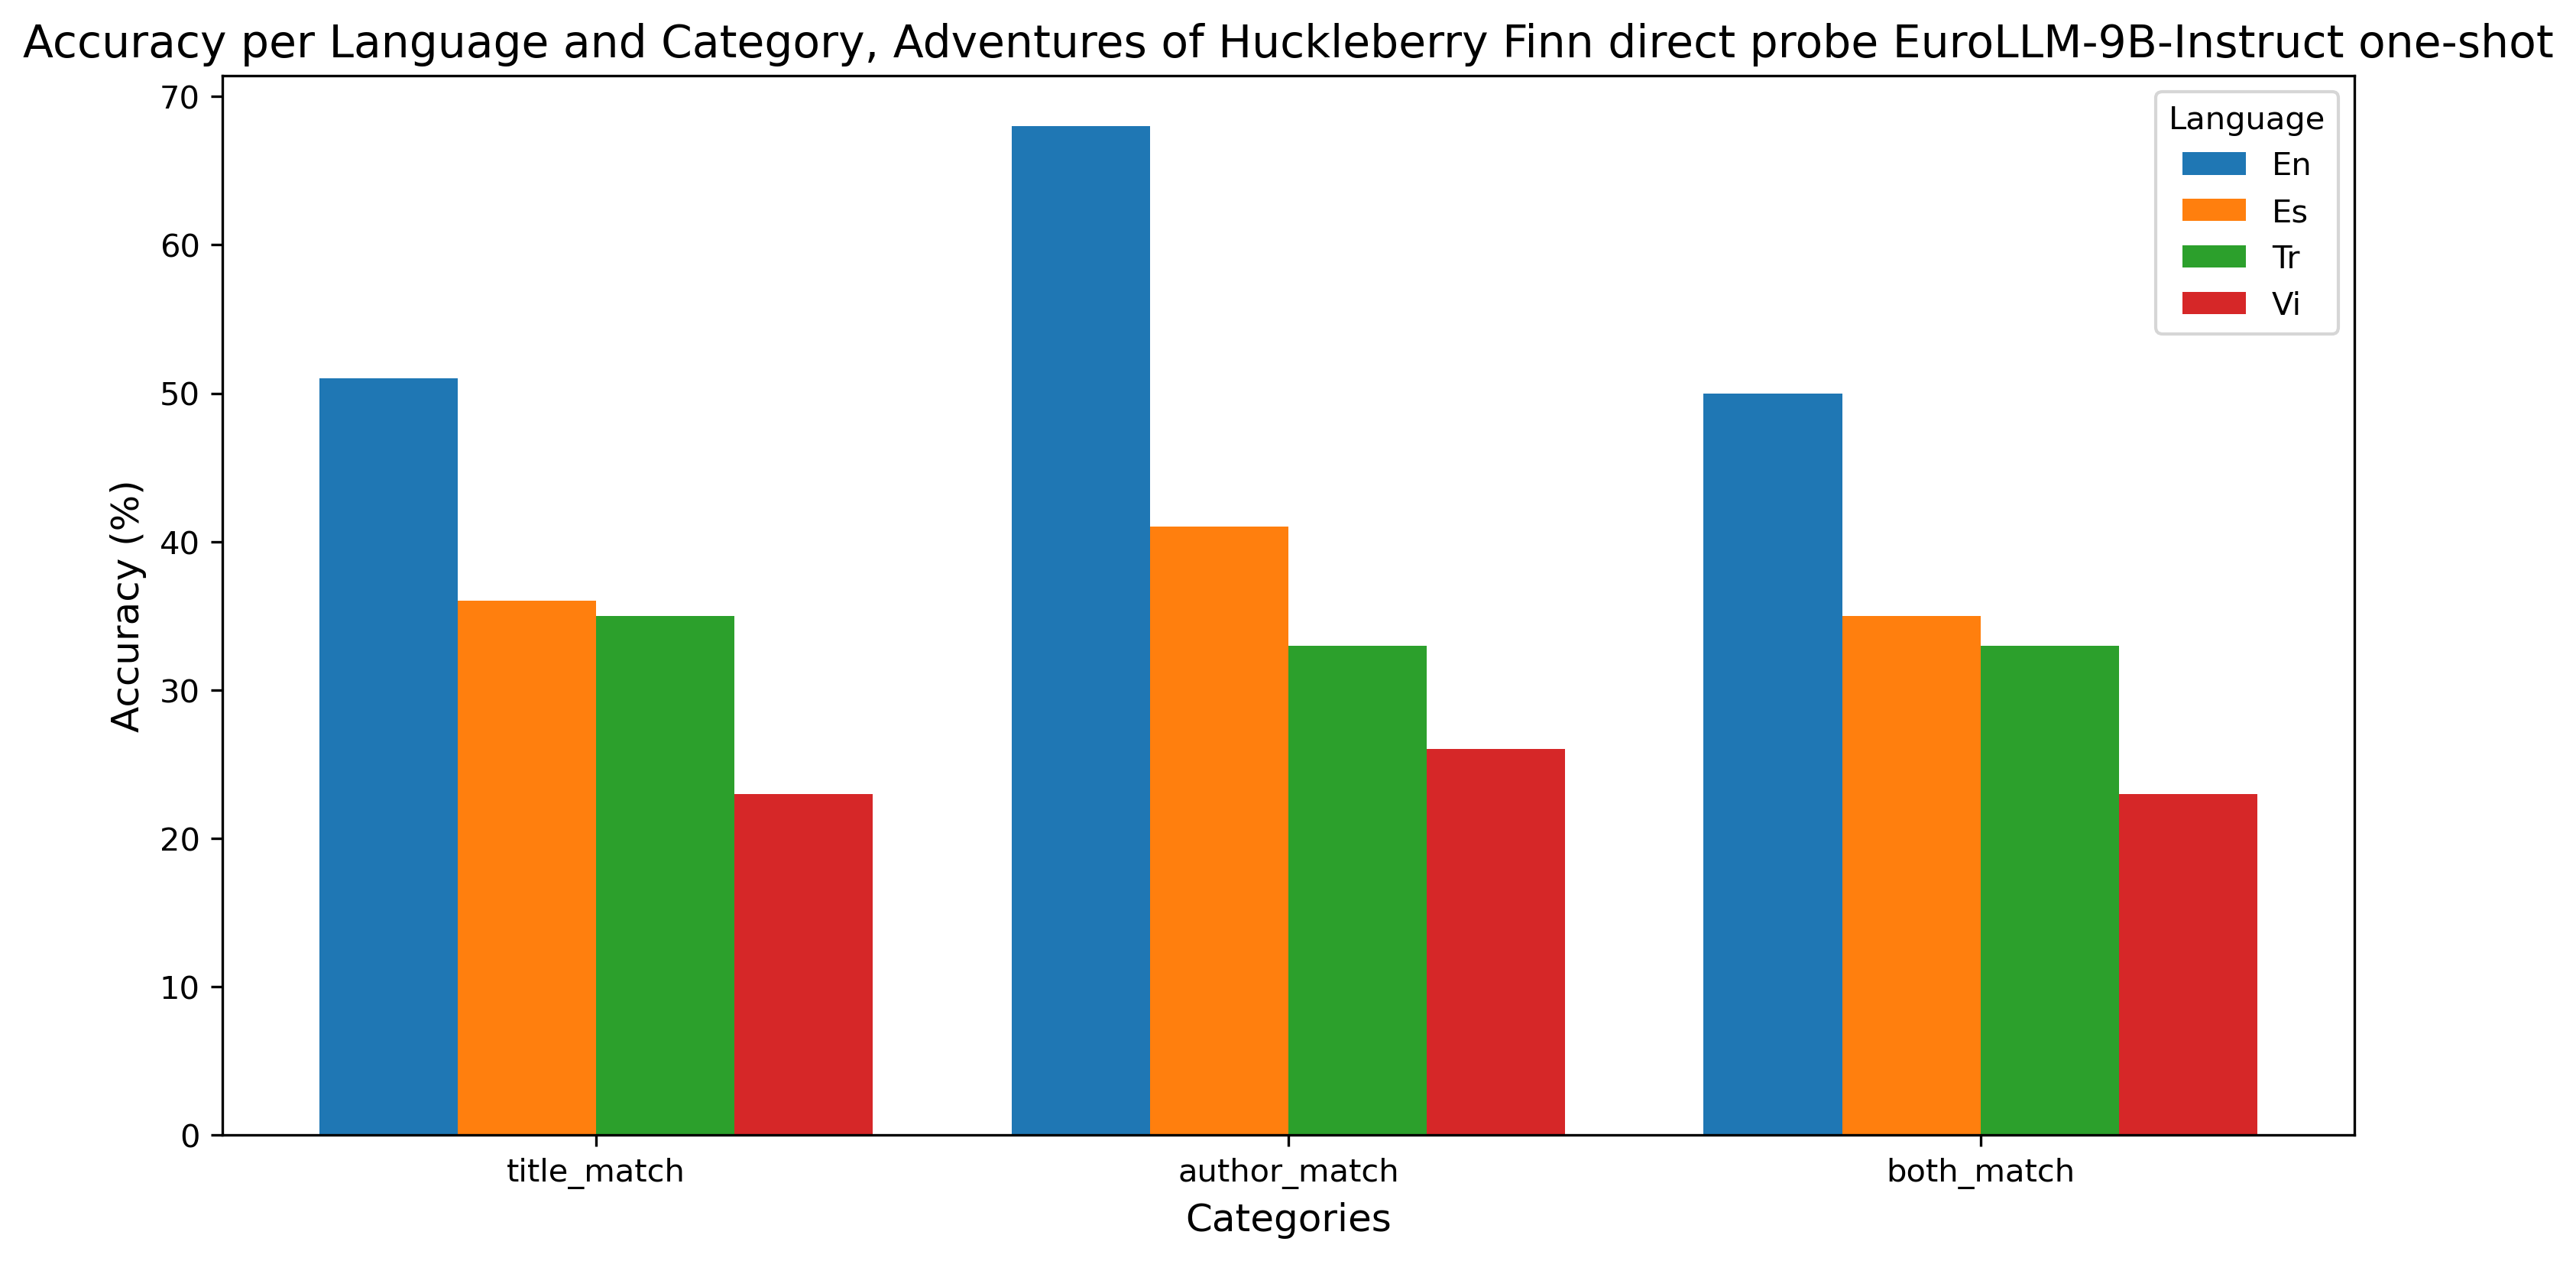 Accuracy per Language and Category, Adventures of Huckleberry Finn direct probe EuroLLM-9B-Instruct one-shot
70
60
50
40
30
20
10
0
Accuracy (%)
Language
En
Es
Tr
Vi
title_match
author_match
both_match
Categories